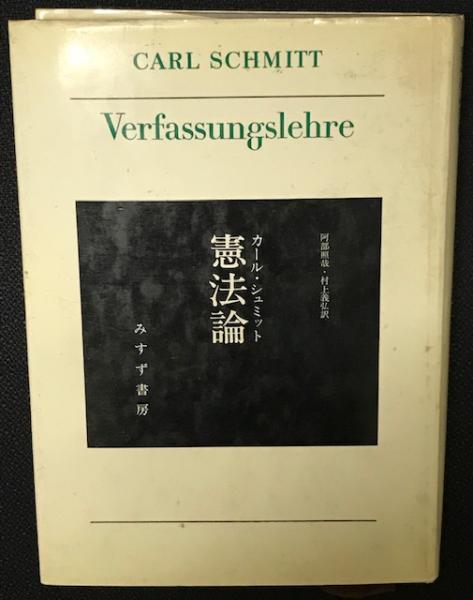 CARL SCHMITT
Verfassungslehre
阿部照哉・村上義弘訳
カール・シュミット
憲法論
みすず書房